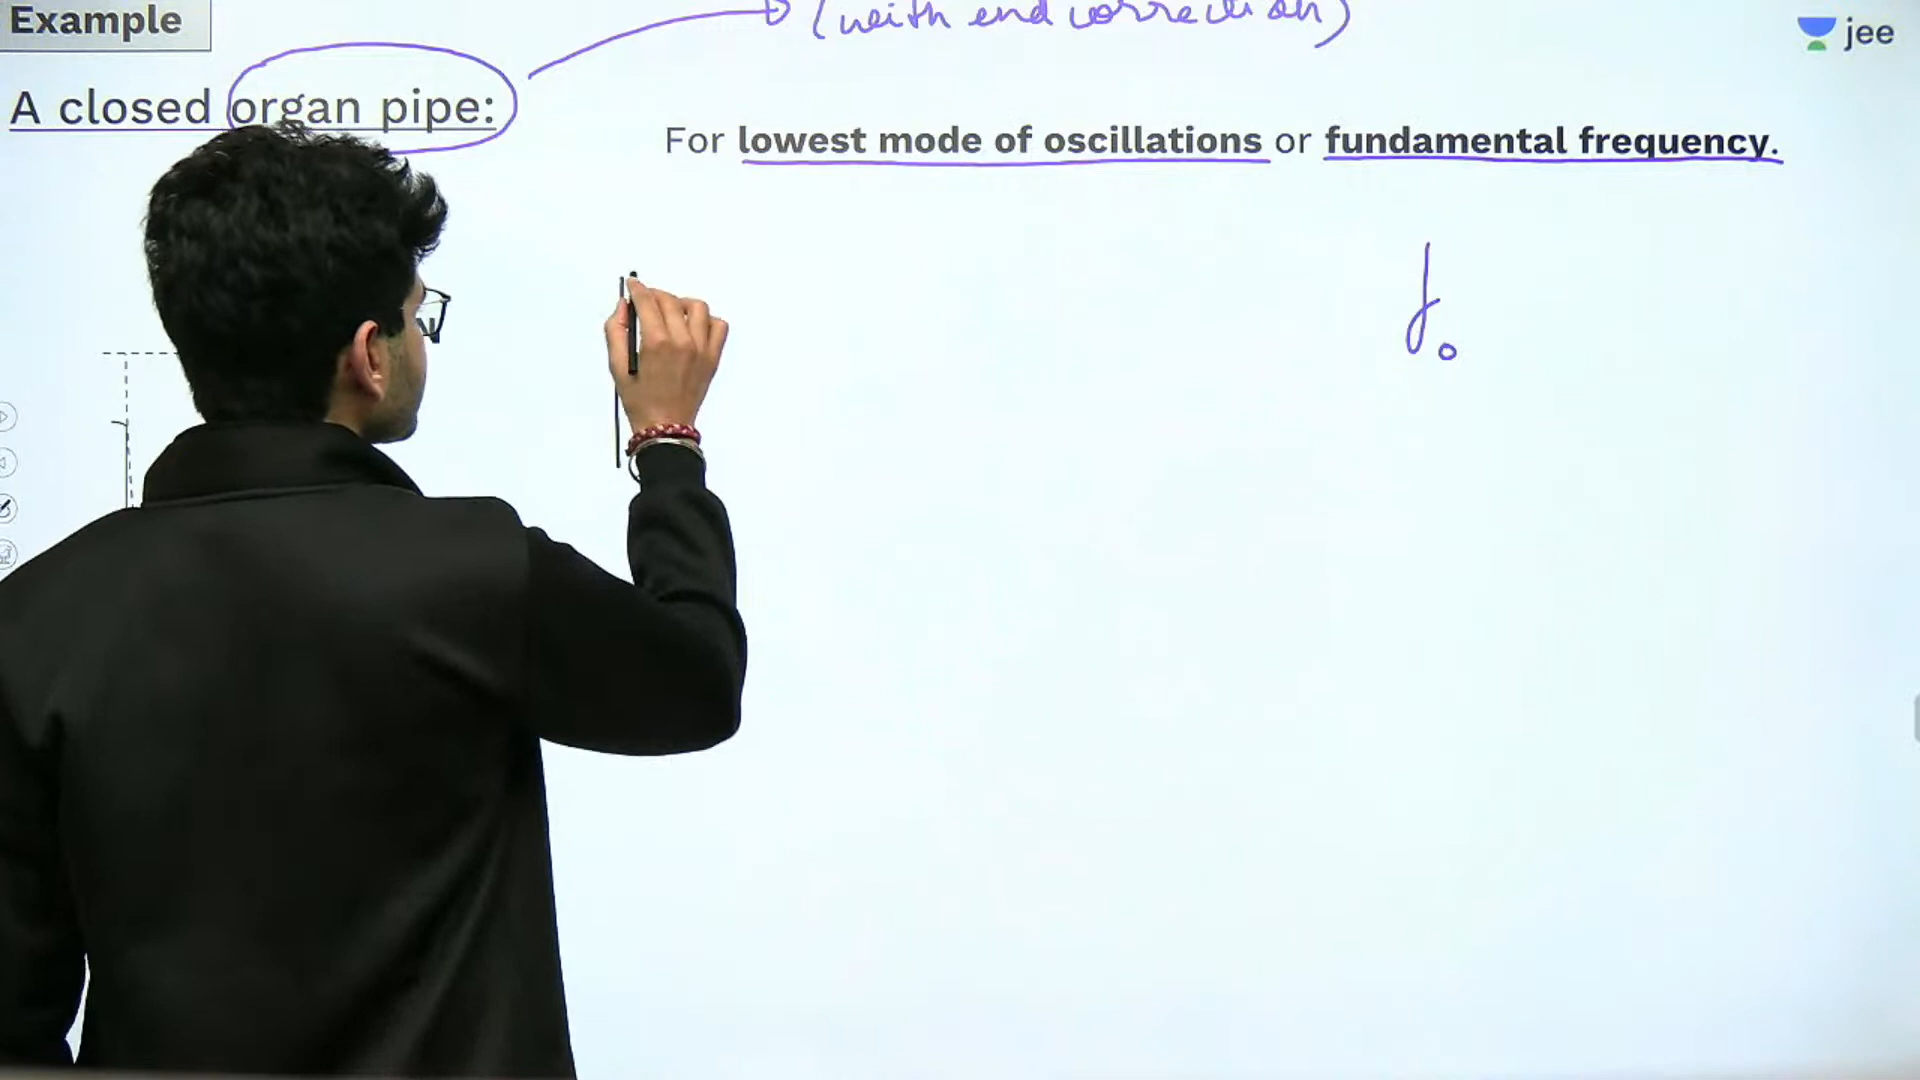 Example
(with end correction)
jee
A closed organ pipe:
For lowest mode of oscillations or fundamental frequency.
N
f₀